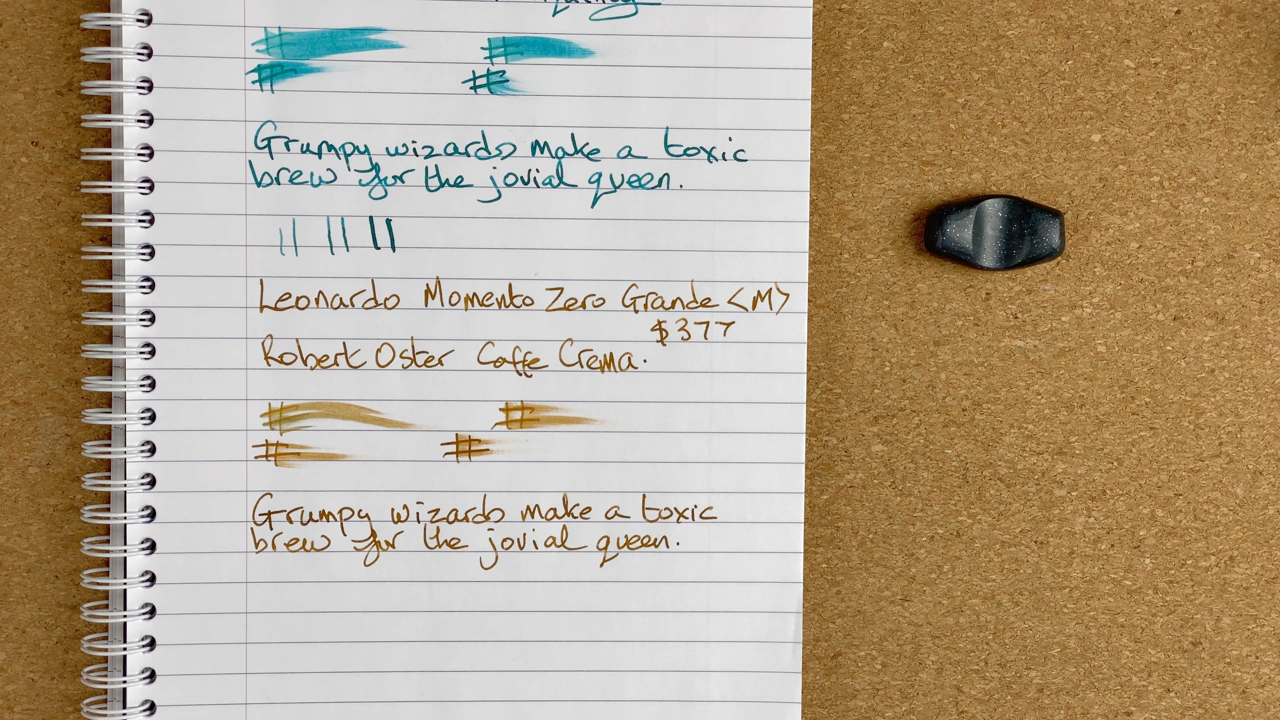 Grumpy wizards make a toxic
brew for the jovial queen.
Leonardo Momento Zero Grande <M>
$377
Robert Oster Caffe Crema.
Grumpy wizards make a toxic
brew for the jovial queen.